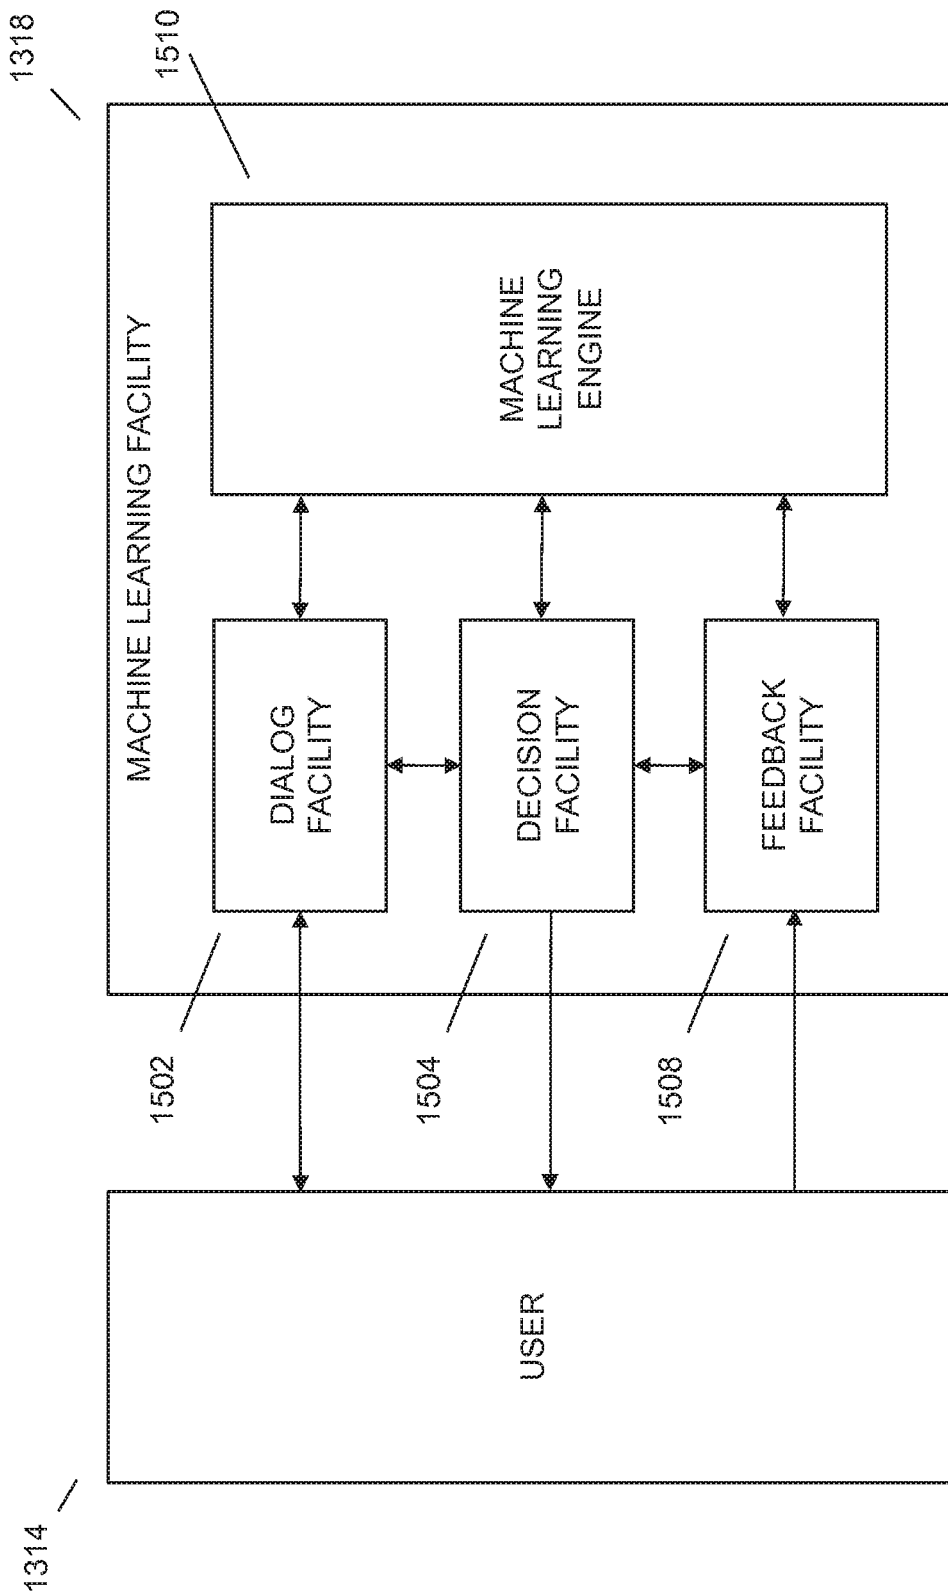 1314
1318
USER
MACHINE LEARNING FACILITY
1502
DIALOG
FACILITY
1510
1504
DECISION
FACILITY
MACHINE
LEARNING
ENGINE
1508
FEEDBACK
FACILITY